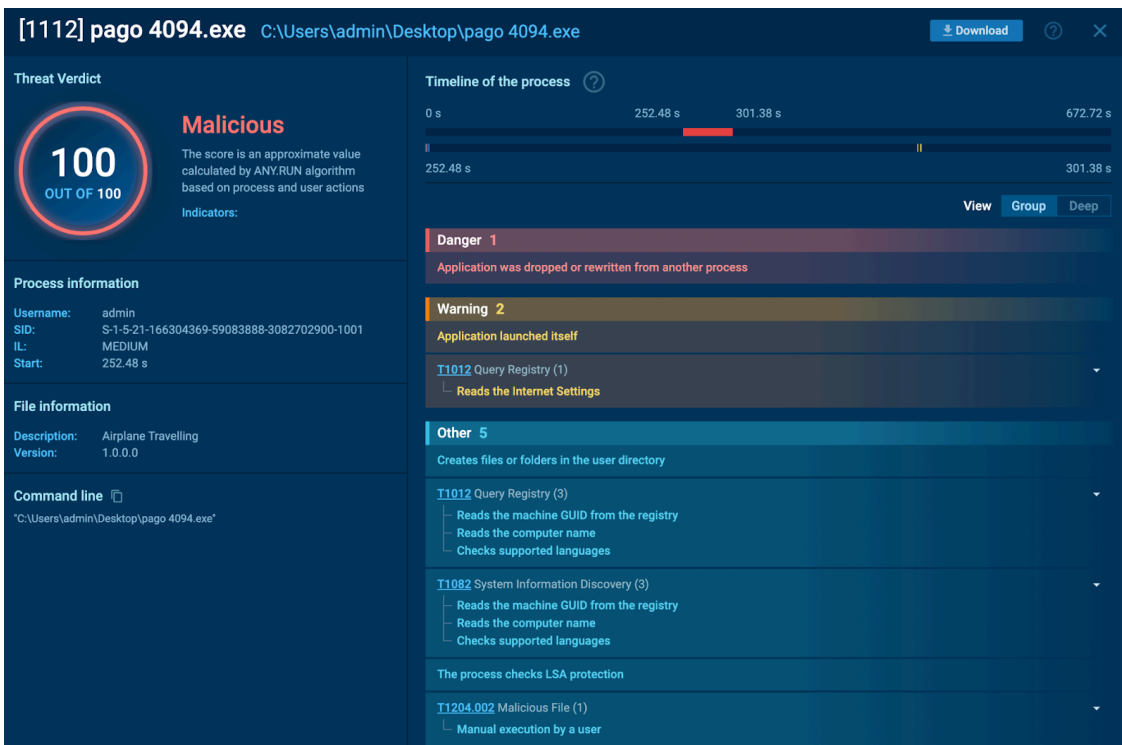 [1112] pago 4094.exe C:\Users\admin\Desktop\pago 4094.exe
Download
Threat Verdict
100
OUT OF 100
Malicious
The score is an approximate value
calculated by ANY.RUN algorithm
based on process and user actions
Indicators:
Process information
Username: admin
SID: S-1-5-21-166304369-59083888-3082702900-1001
IL: MEDIUM
Start: 252.48 s
File information
Description: Airplane Travelling
Version: 1.0.0.0
Command line
"C:\Users\admin\Desktop\pago 4094.exe"
Timeline of the process ?
0 s 252.48 s 301.38 s 672.72 s
252.48 s 301.38 s
View Group Deep
Danger 1
Application was dropped or rewritten from another process
Warning 2
Application launched itself
T1012 Query Registry (1)
Reads the Internet Settings
Other 5
Creates files or folders in the user directory
T1012 Query Registry (3)
Reads the machine GUID from the registry
Reads the computer name
Checks supported languages
T1082 System Information Discovery (3)
Reads the machine GUID from the registry
Reads the computer name
Checks supported languages
The process checks LSA protection
T1204.002 Malicious File (1)
Manual execution by a user